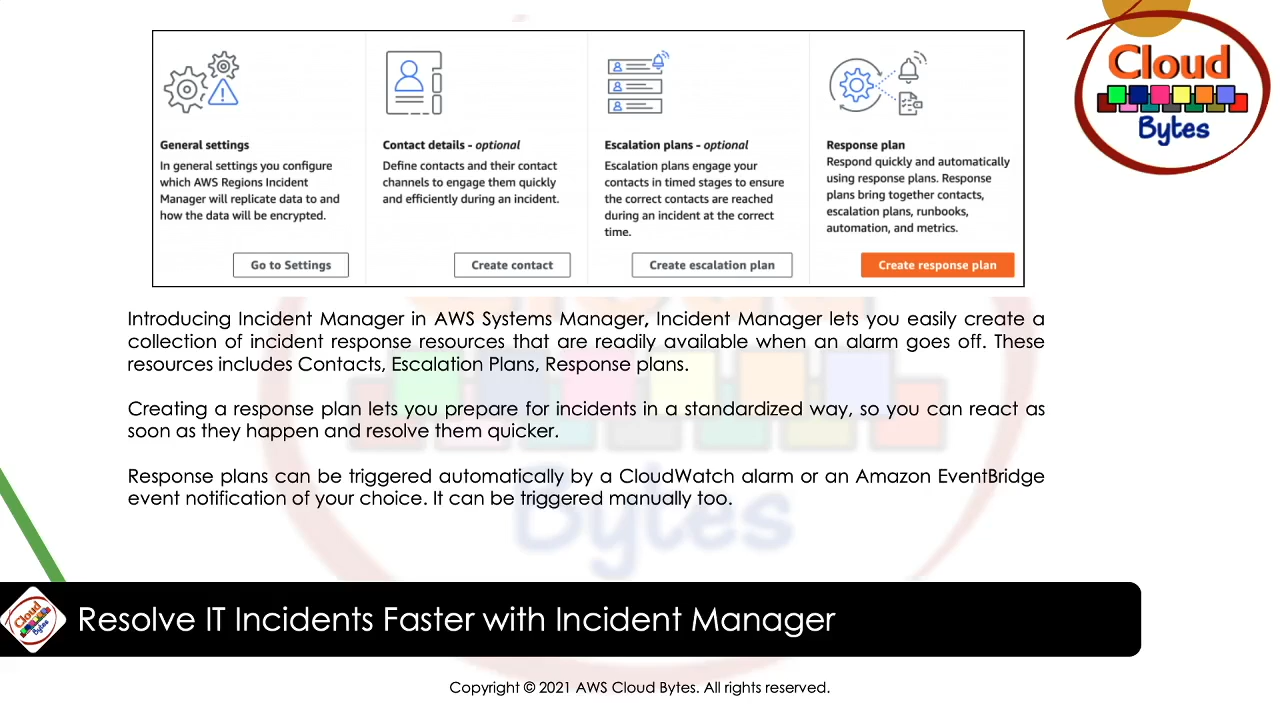 Cloud
Bytes
General settings
In general settings you configure
which AWS Regions Incident
Manager will replicate data to and
how the data will be encrypted.
Go to Settings
Contact details - optional
Define contacts and their contact
channels to engage them quickly
and efficiently during an incident.
Create contact
Escalation plans - optional
Escalation plans engage your
contacts in timed stages to ensure
the correct contacts are reached
during an incident at the correct
time.
Create escalation plan
Response plan
Respond quickly and automatically
using response plans. Response
plans bring together contacts,
escalation plans, runbooks,
automation, and metrics.
Create response plan
Introducing Incident Manager in AWS Systems Manager, Incident Manager lets you easily create a
collection of incident response resources that are readily available when an alarm goes off. These
resources includes Contacts, Escalation Plans, Response plans.
Creating a response plan lets you prepare for incidents in a standardized way, so you can react as
soon as they happen and resolve them quicker.
Response plans can be triggered automatically by a CloudWatch alarm or an Amazon EventBridge
event notification of your choice. It can be triggered manually too.
Bytes
Cloud
Bytes
Resolve IT Incidents Faster with Incident Manager
Copyright © 2021 AWS Cloud Bytes. All rights reserved.